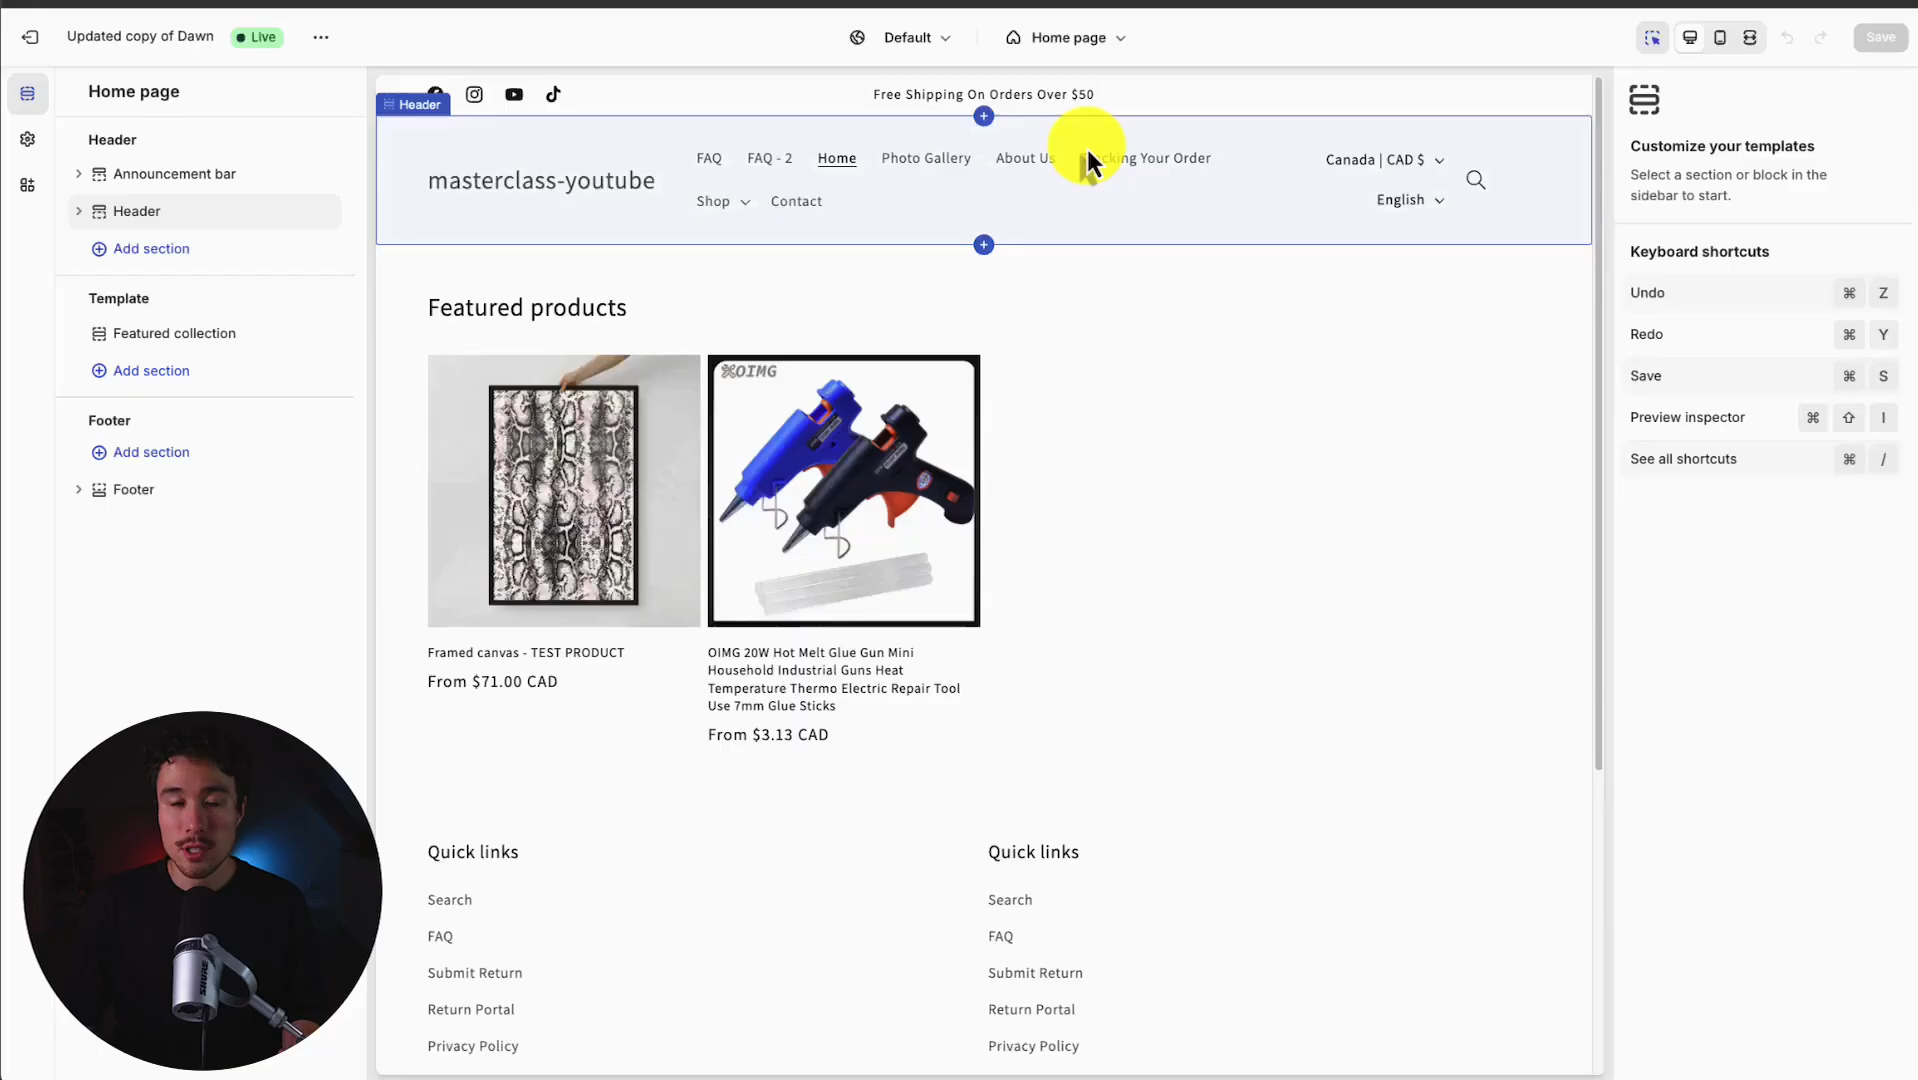 Updated copy of Dawn
Live
Default
Home page
Save
Home page
Header
Announcement bar
Header
Add section
Template
Featured collection
Add section
Footer
Add section
Footer
Free Shipping On Orders Over $50
Header
masterclass-youtube
FAQ
FAQ - 2
Home
Photo Gallery
About Us
Your Order
Shop
Contact
Canada | CAD $
English
Featured products
OIMG
Framed canvas - TEST PRODUCT
From $71.00 CAD
OIMG 20W Hot Melt Glue Gun Mini
Household Industrial Guns Heat
Temperature Thermo Electric Repair Tool
Use 7mm Glue Sticks
From $3.13 CAD
Quick links
Search
FAQ
Submit Return
Return Portal
Privacy Policy
Quick links
Search
FAQ
Submit Return
Return Portal
Privacy Policy
Customize your templates
Select a section or block in the
sidebar to start.
Keyboard shortcuts
Undo ⌘ Z
Redo ⌘ Y
Save ⌘ S
Preview inspector ⌘ ⇧ I
See all shortcuts ⌘ /
SHURE